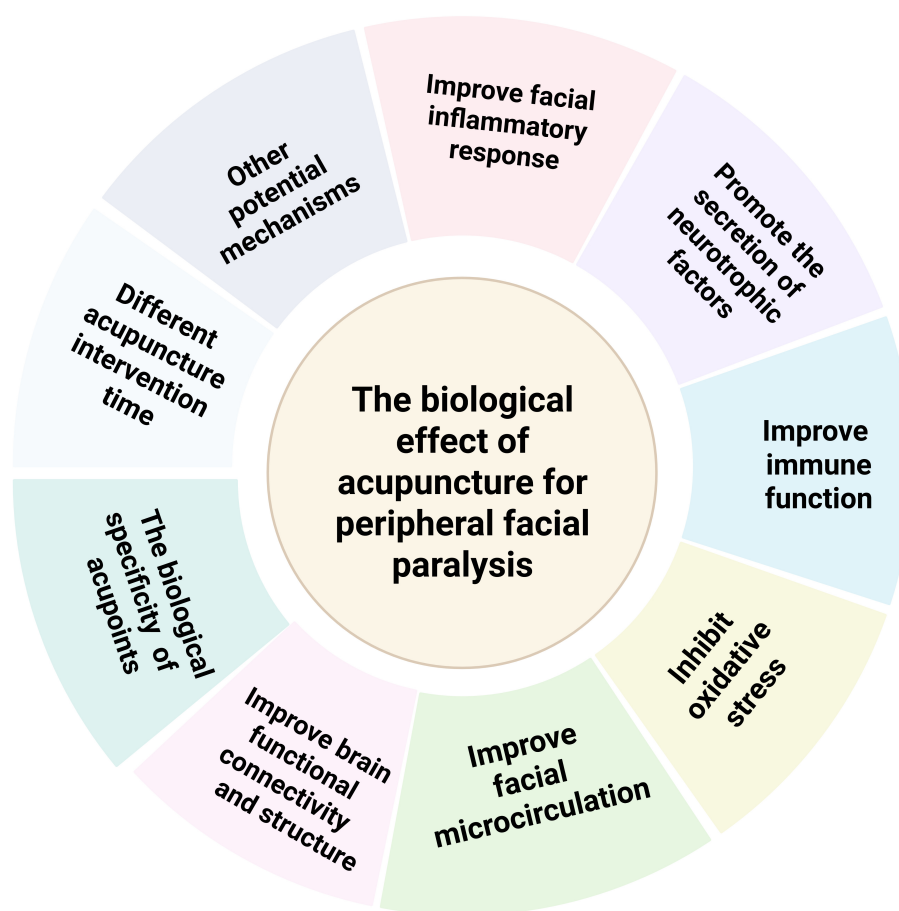 Improve facial
inflammatory
response
Promote the
secretion of
neurotrophic
factors
Improve
immune
function
Inhibit
oxidative
stress
Improve
facial
microcirculation
Improve brain
functional
connectivity
and structure
The biological
specificity of
acupoints
Different
acupuncture
intervention
time
Other
potential
mechanisms
The biological
effect of
acupuncture for
peripheral facial
paralysis